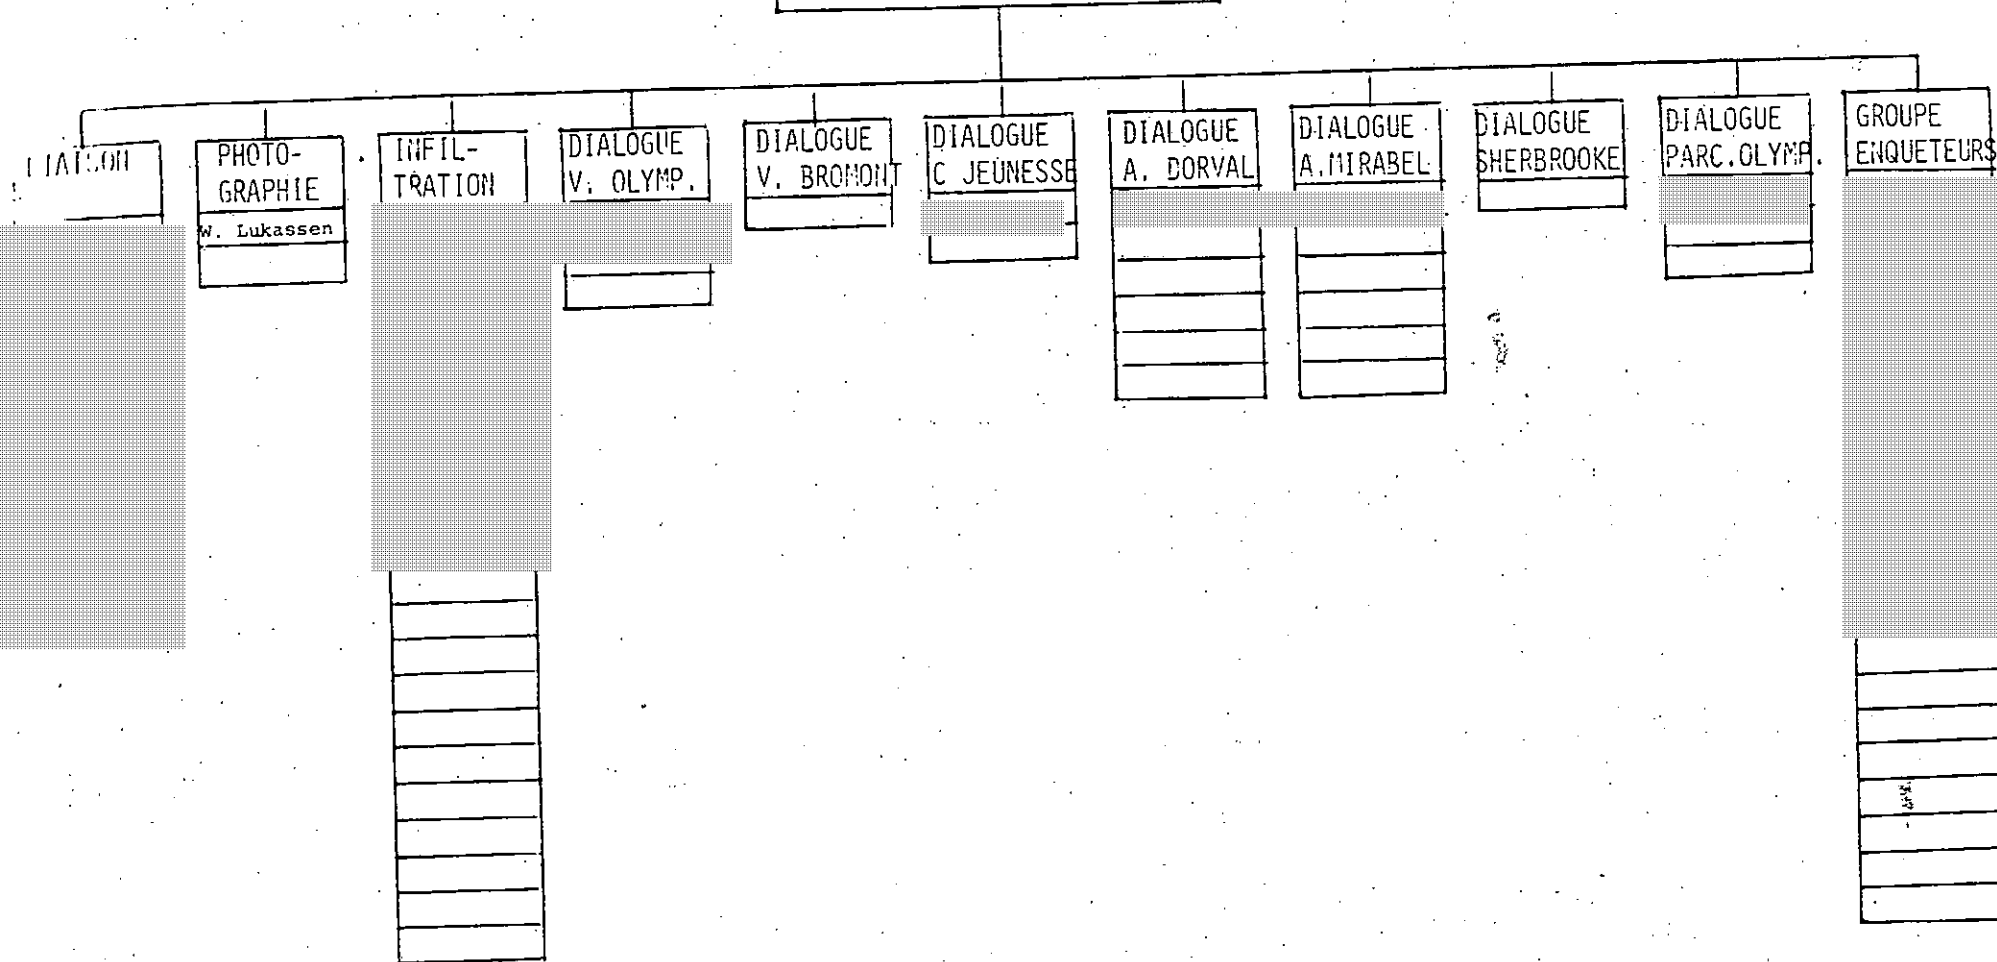 LIAISON
PHOTO-
GRAPHIE
W. Lukassen
INFIL-
TRATION
DIALOGUE
V. OLYMP.
DIALOGUE
V. BROMONT
DIALOGUE
C JEUNESSE
DIALOGUE
A. DORVAL
DIALOGUE
A.MIRABEL
DIALOGUE
SHERBROOKE
DIALOGUE
PARC.OLYMP.
GROUPE
ENQUETEURS